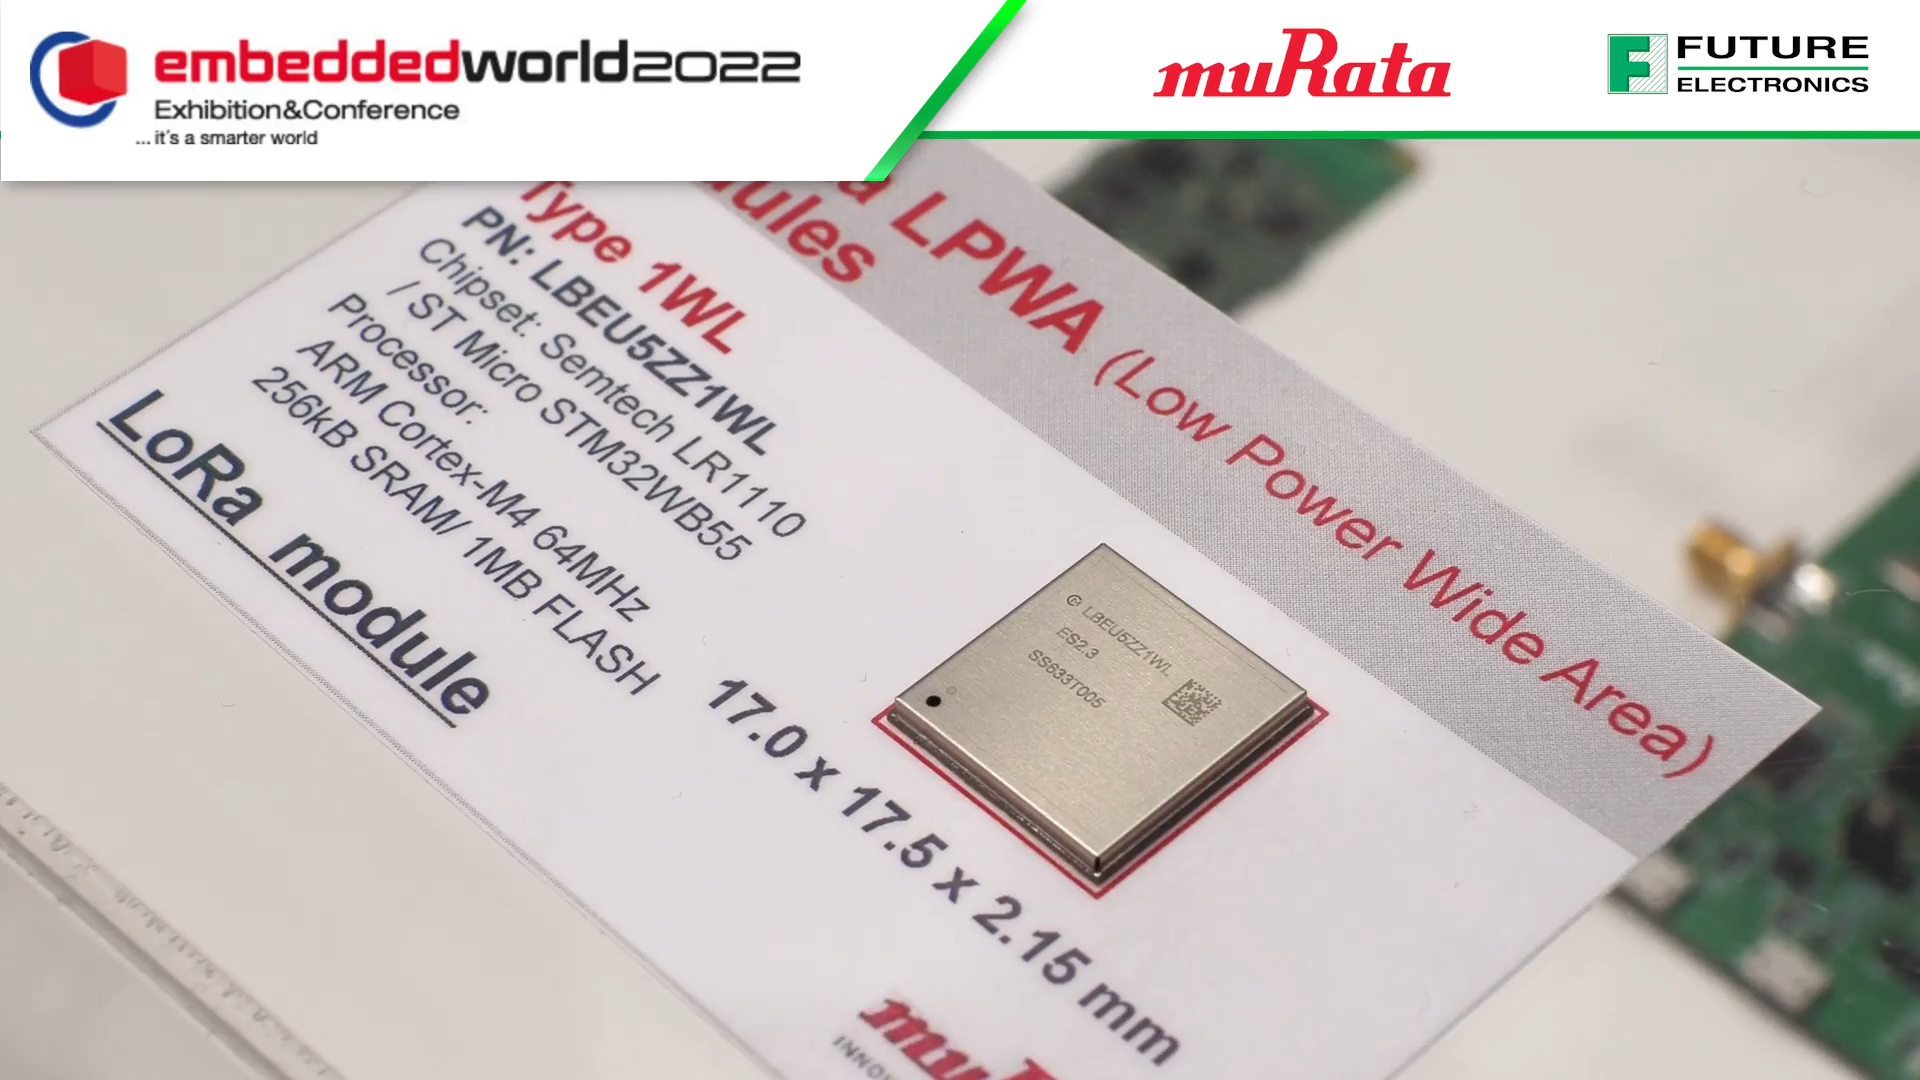 embeddedworld2022
Exhibition&Conference
... it's a smarter world
muRata
FUTURE
ELECTRONICS
a LPWA (Low Power Wide Area)
ules
Type 1WL
PN: LBEU5ZZ1WL
Chipset: Semtech LR1110
/ ST Micro STM32WB55
Processor:
ARM Cortex-M4 64MHz
256kB SRAM/ 1MB FLASH
LoRa module
17.0 x 17.5 x 2.15 mm
LBEU5ZZ1WL
ES2.3
SS633T005
muR
INNO